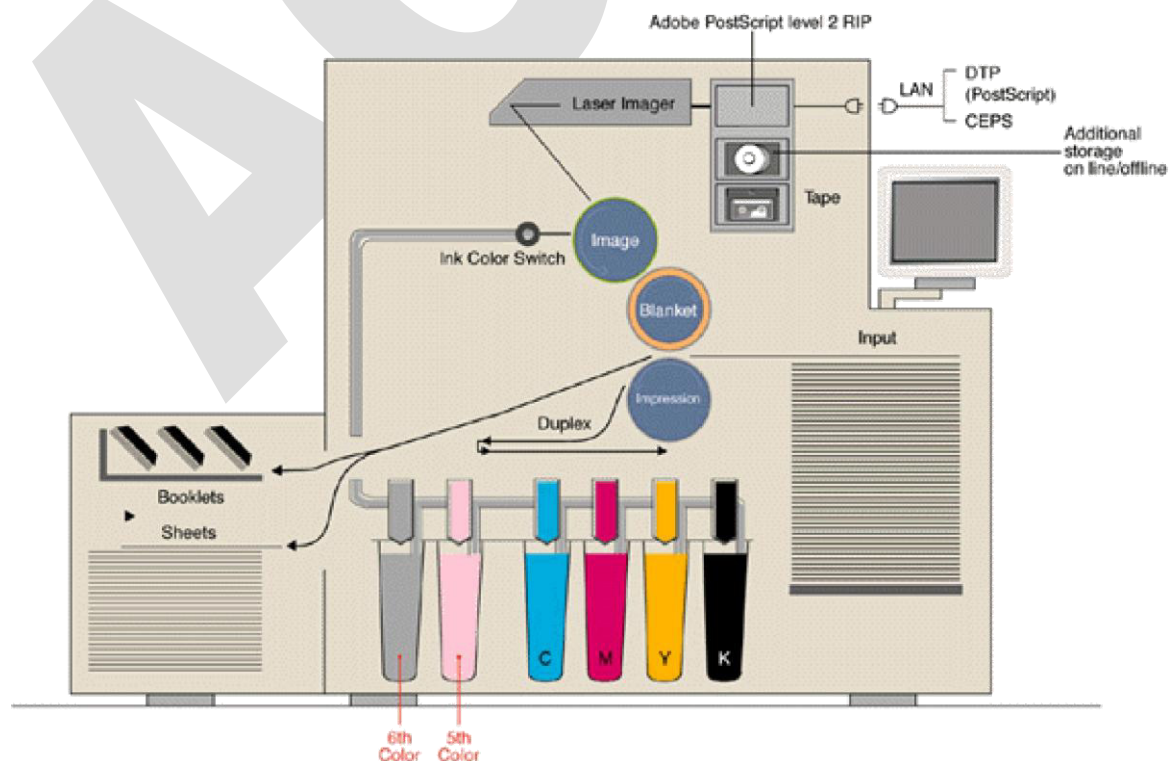 Adobe PostScript level 2 RIP
Laser Imager
LAN
DTP
(PostScript)
CEPS
Additional
storage
on line/offline
Tape
Image
Ink Color Switch
Blanket
Input
Impression
Duplex
Booklets
Sheets
C
M
Y
K
6th
Color
5th
Color